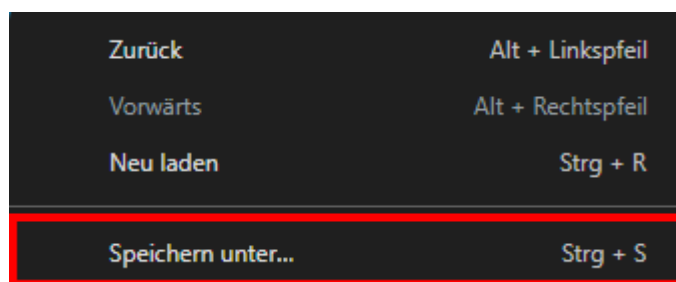 Zurück Alt + Linkspfeil
Vorwärts Alt + Rechtspfeil
Neu laden Strg + R
Speichern unter... Strg + S